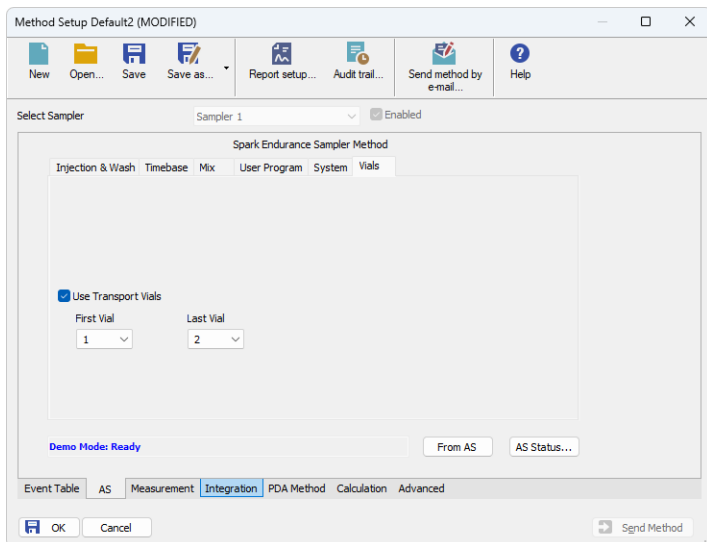 Method Setup Default2 (MODIFIED)
New Open... Save Save as... Report setup... Audit trail... Send method by e-mail... Help
Select Sampler Sampler 1 Enabled
Spark Endurance Sampler Method
Injection & Wash Timebase Mix User Program System Vials
Use Transport Vials
First Vial Last Vial
1 2
Demo Mode: Ready From AS AS Status...
Event Table AS Measurement Integration PDA Method Calculation Advanced
OK Cancel Send Method